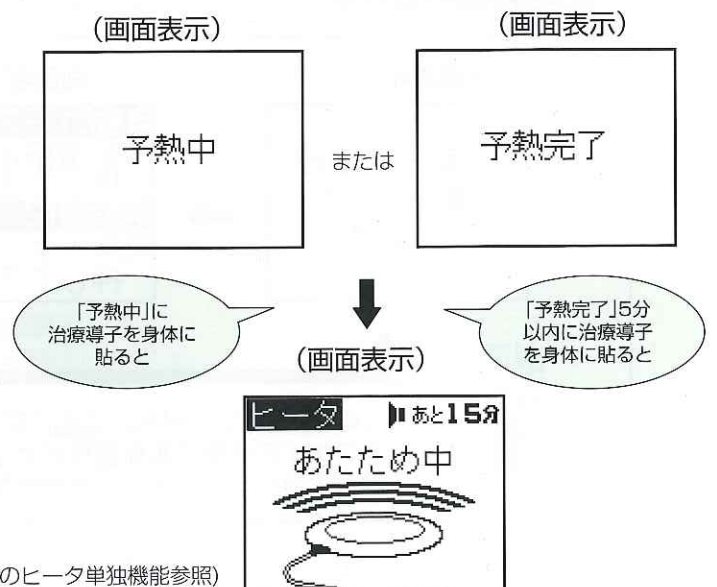 (画面表示)
(画面表示)
予熱中
または
予熱完了
「予熱中」に
治療導子を身体に
貼ると
「予熱完了」5分
以内に治療導子
を身体に貼ると
(画面表示)
ヒータ
あと15分
あたため中
のヒータ単独機能参照)